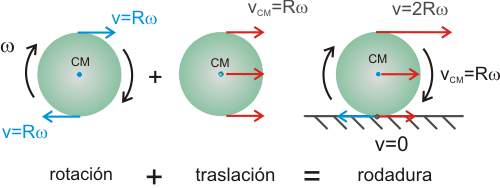 v=Rω
ω
CM
v=Rω
+
v_CM=Rω
CM
v=2Rω
CM
v_CM=Rω
v=0
rotación + traslación = rodadura